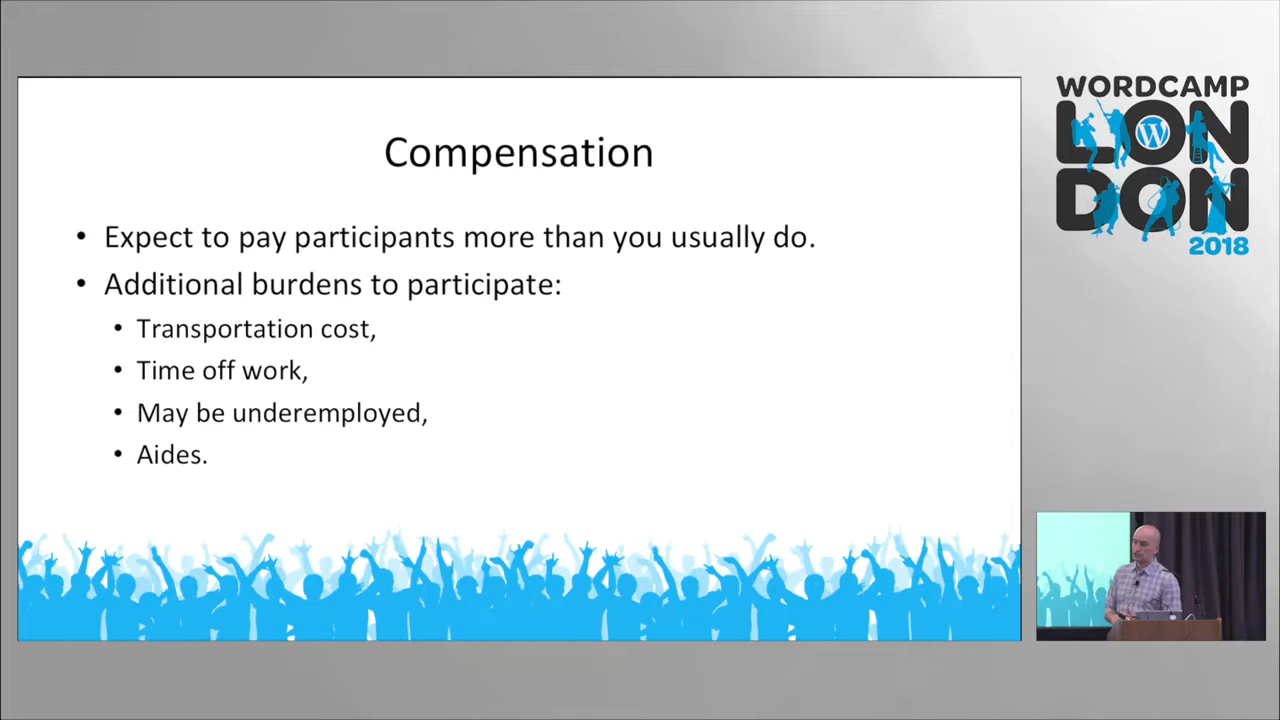 Compensation
• Expect to pay participants more than you usually do.
• Additional burdens to participate:
• Transportation cost,
• Time off work,
• May be underemployed,
• Aides.
WORDCAMP
LON
DON
2018